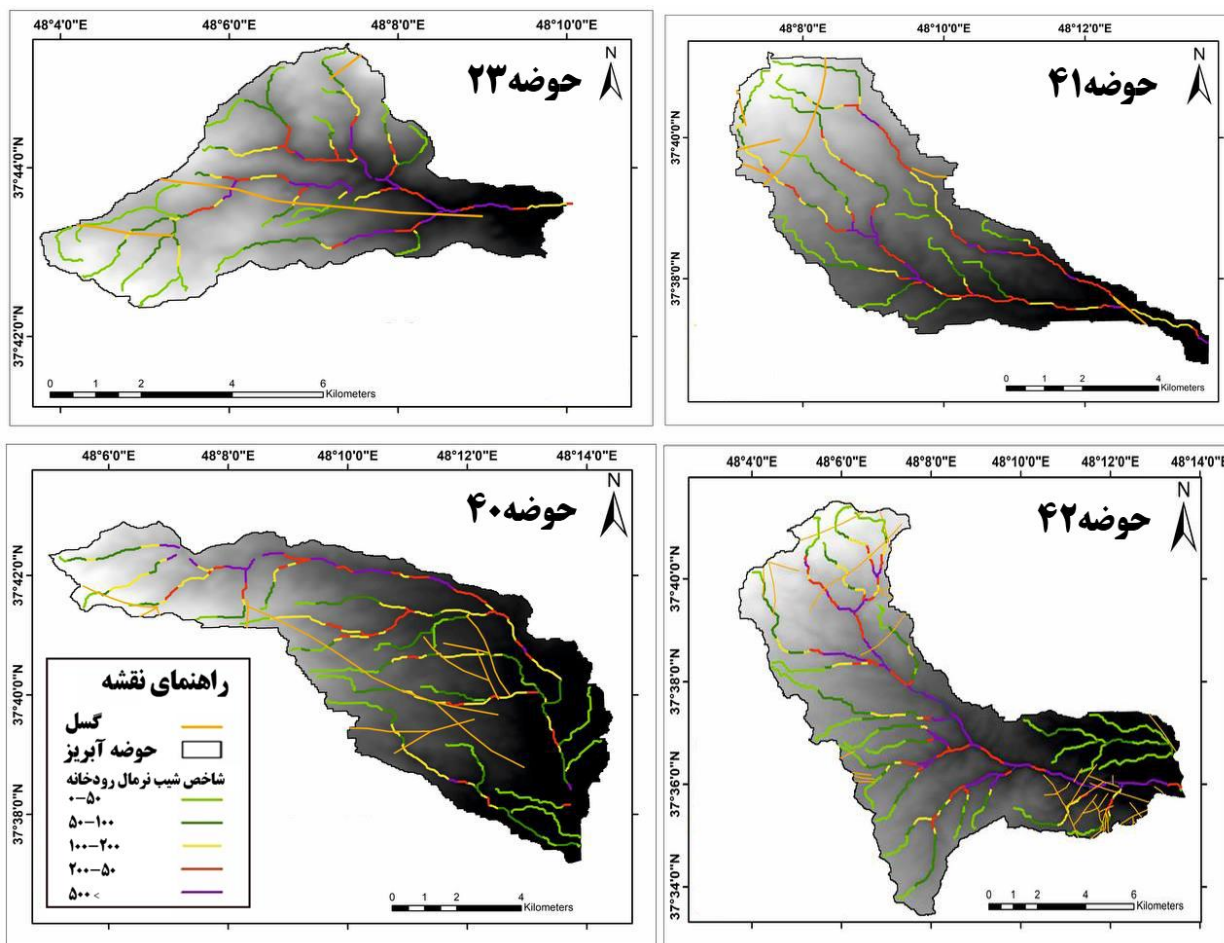 48°4'0"E 48°6'0"E 48°8'0"E 48°10'0"E
حوضه۲۳
N
37°44'0"N
37°42'0"N
0 1 2 4 6
Kilometers
48°8'0"E 48°10'0"E 48°12'0"E
حوضه۴۱
N
37°40'0"N
37°38'0"N
0 1 2 4
Kilometers
48°6'0"E 48°8'0"E 48°10'0"E 48°12'0"E 48°14'0"E
حوضه۴۰
N
37°42'0"N
37°40'0"N
37°38'0"N
راهنمای نقشه
گسل
حوضه آبریز
شاخص شیب نرمال رودخانه
۰-۵۰
۵۰-۱۰۰
۱۰۰-۲۰۰
۲۰۰-۵۰
۵۰۰<
0 1 2 4
Kilometers
48°4'0"E 48°6'0"E 48°8'0"E 48°10'0"E 48°12'0"E 48°14'0"E
حوضه۴۲
N
37°40'0"N
37°38'0"N
37°36'0"N
37°34'0"N
0 1 2 4 6
Kilometers